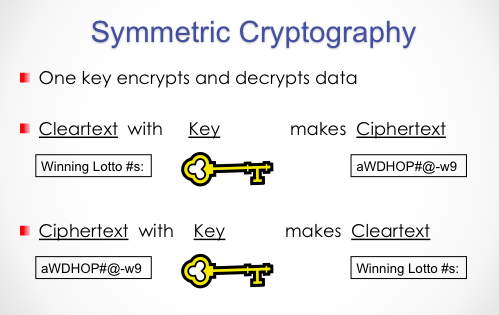 Symmetric Cryptography
One key encrypts and decrypts data
Cleartext with Key makes Ciphertext
Winning Lotto #s: aWDHOP#@-w9
Ciphertext with Key makes Cleartext
aWDHOP#@-w9 Winning Lotto #s: